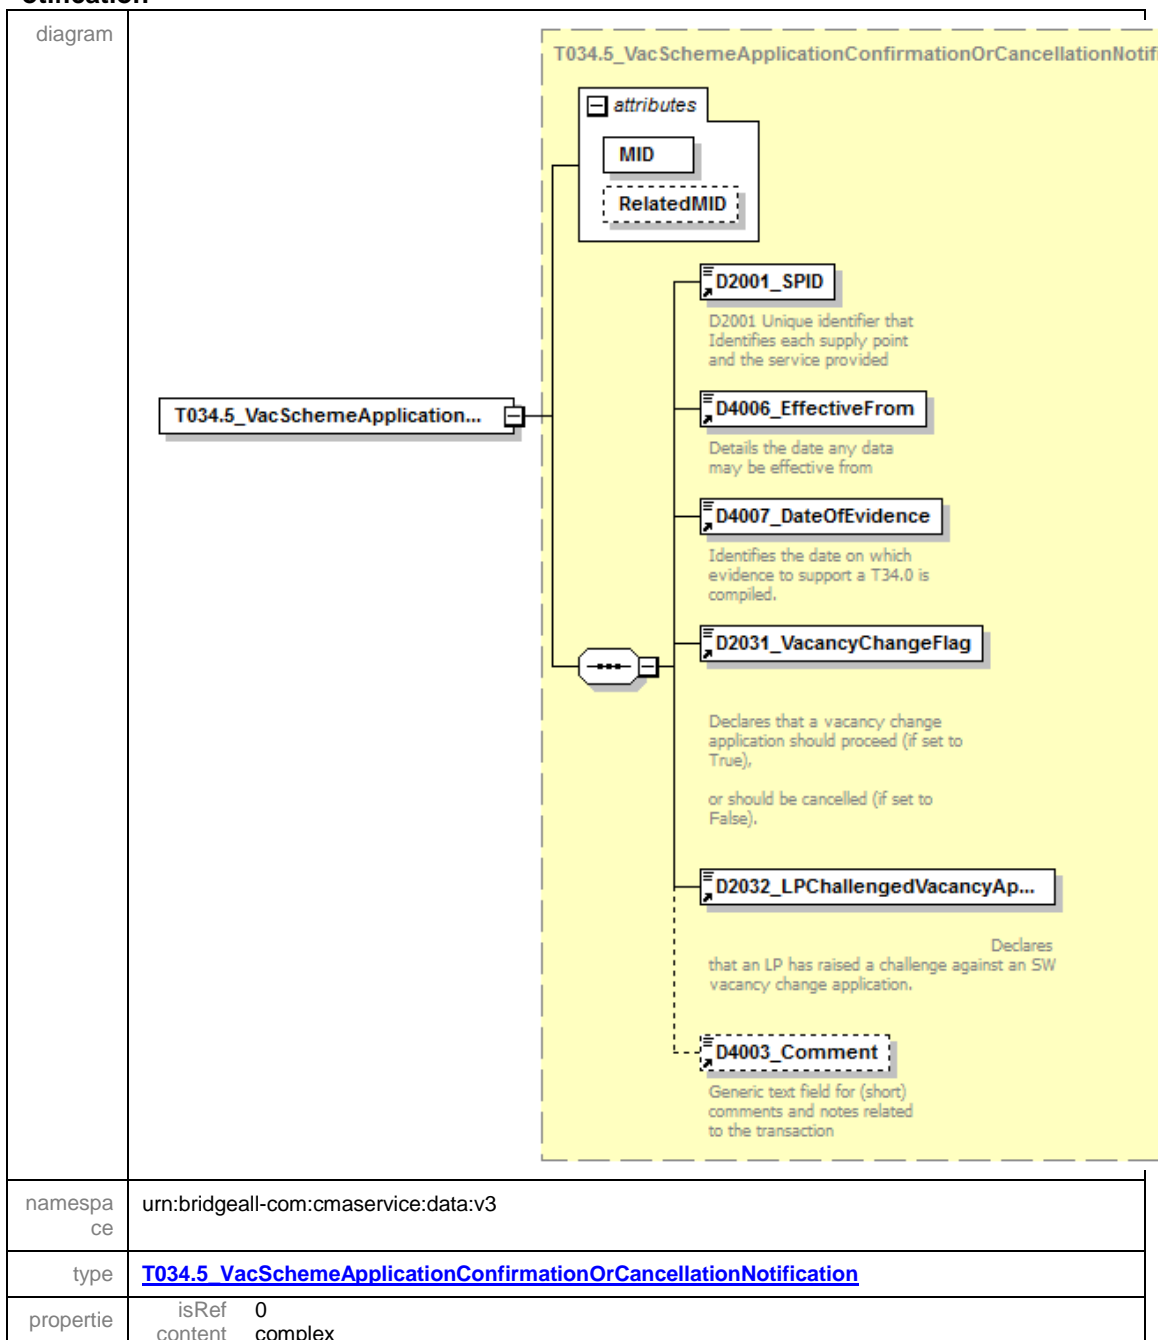 diagram
T034.5_VacSchemeApplicationConfirmationOrCancellationNotif
attributes
MID
RelatedMID
D2001_SPID
D2001 Unique identifier that
Identifies each supply point
and the service provided
T034.5_VacSchemeApplication...
D4006_EffectiveFrom
Details the date any data
may be effective from
D4007_DateOfEvidence
Identifies the date on which
evidence to support a T34.0 is
compiled.
D2031_VacancyChangeFlag
Declares that a vacancy change
application should proceed (if set to
True),
or should be cancelled (if set to
False).
D2032_LPChallengedVacancyAp...
Declares
that an LP has raised a challenge against an SW
vacancy change application.
D4003_Comment
Generic text field for (short)
comments and notes related
to the transaction
namespa
ce
urn:bridgeall-com:cmaservice:data:v3
type
T034.5_VacSchemeApplicationConfirmationOrCancellationNotification
propertie
isRef 0
content complex